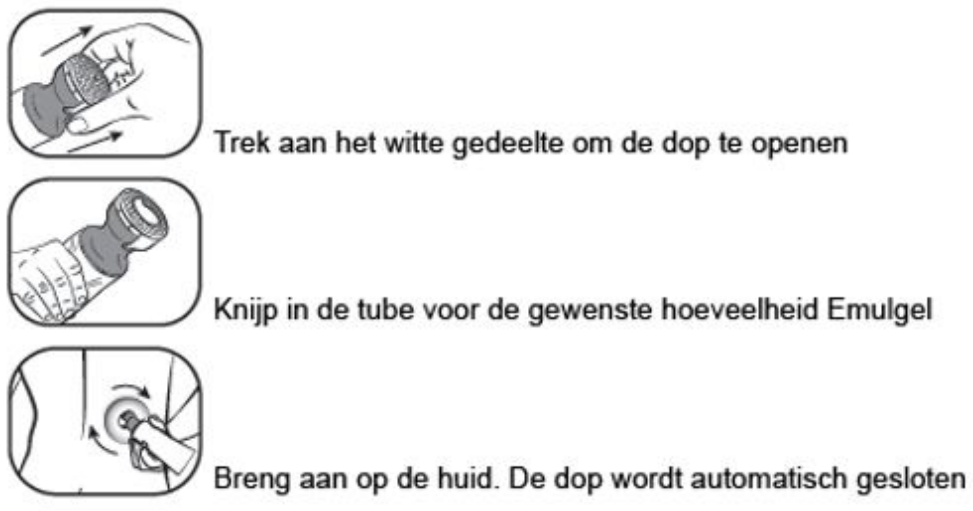 Trek aan het witte gedeelte om de dop te openen
Knijp in de tube voor de gewenste hoeveelheid Emulgel
Breng aan op de huid. De dop wordt automatisch gesloten